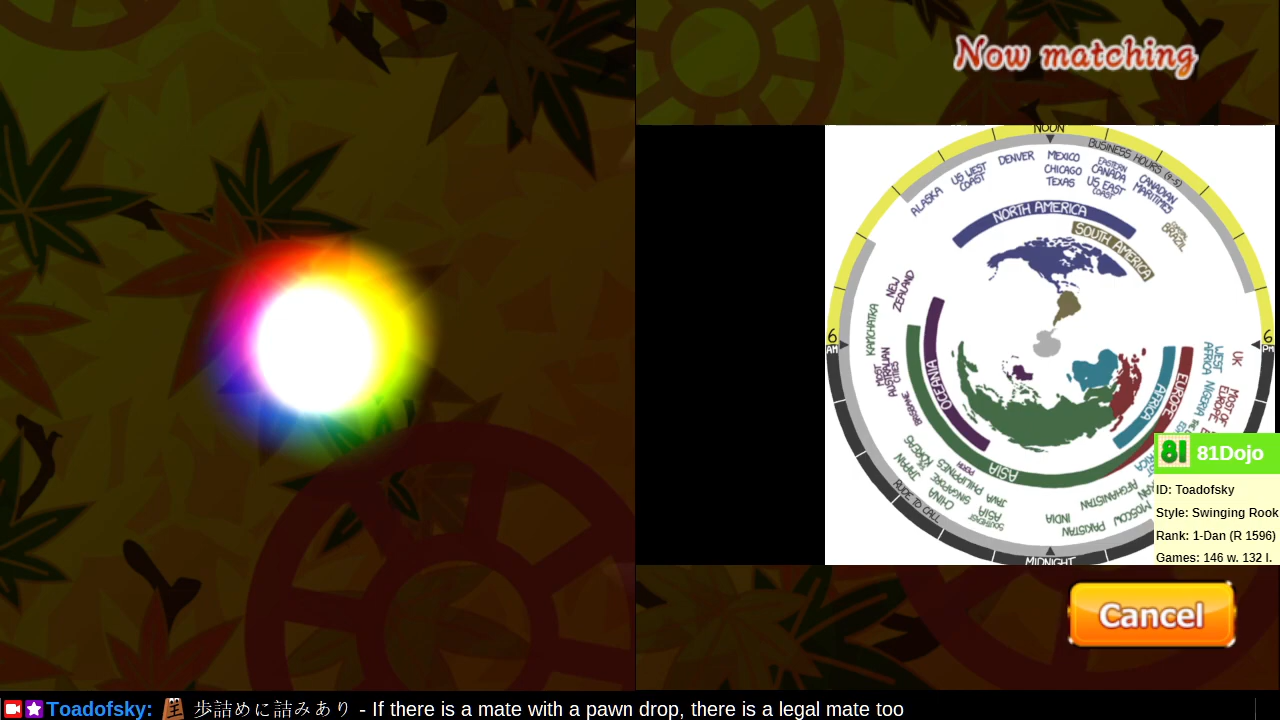 Now matching
NOON
BUSINESS HOURS (9-5)
ALASKA
US WEST
COAST
DENVER
MEXICO
CHICAGO
TEXAS
EASTERN
CANADA
US EAST
COAST
CANADIAN
MARITIMES
BRAZIL
NORTH AMERICA
SOUTH AMERICA
NEW
ZEALAND
KAMCHATKA
MOST
AUSTRALIAN
CITIES
BRISBANE
OCEANIA
ASIA
AFRICA
EUROPE
6
AM
6
PM
UK
WEST
AFRICA
NIGERIA
MOST OF
EUROPE
JAPAN
KOREAS
PERTH
PHILIPPINES
SINGAPORE
CHINA
JAVA
SOUTHEAST
ASIA
INDIA
PAKISTAN
AFGHANISTAN
MOSCOW
RUDE TO CALL
MIDNIGHT
81 81Dojo
ID: Toadofsky
Style: Swinging Rook
Rank: 1-Dan (R 1596)
Games: 146 w. 132 l.
Cancel
Toadofsky: 歩詰めに詰みあり - If there is a mate with a pawn drop, there is a legal mate too